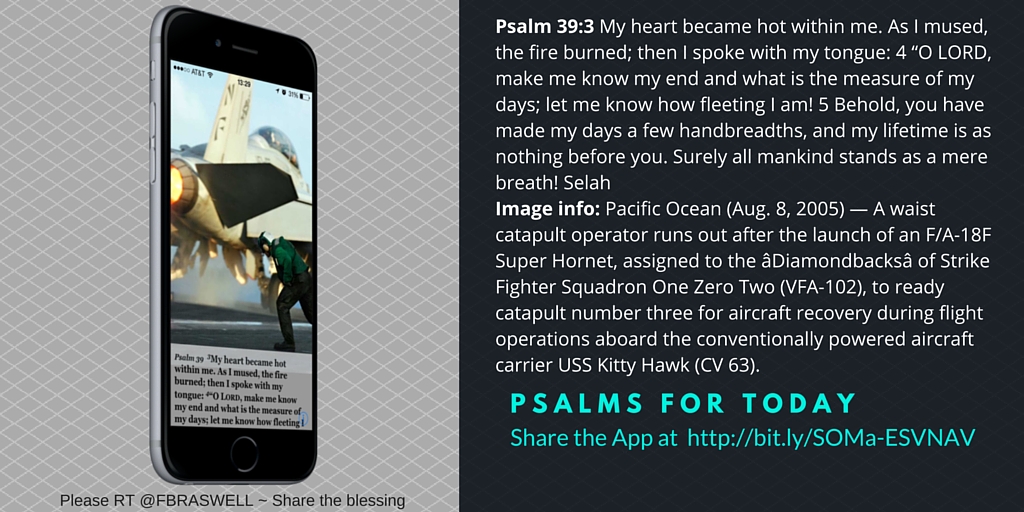 AT&T
13:29
31%
Psalm 39 ³My heart became hot
within me. As I mused, the fire
burned; then I spoke with my
tongue: ⁴“O LORD, make me know
my end and what is the measure of
my days; let me know how fleeting
Please RT @FBRASWELL ~ Share the blessing
Psalm 39:3 My heart became hot within me. As I mused,
the fire burned; then I spoke with my tongue: 4 “O LORD,
make me know my end and what is the measure of my
days; let me know how fleeting I am! 5 Behold, you have
made my days a few handbreadths, and my lifetime is as
nothing before you. Surely all mankind stands as a mere
breath! Selah
Image info: Pacific Ocean (Aug. 8, 2005) — A waist
catapult operator runs out after the launch of an F/A-18F
Super Hornet, assigned to the âDiamondbacksâ of Strike
Fighter Squadron One Zero Two (VFA-102), to ready
catapult number three for aircraft recovery during flight
operations aboard the conventionally powered aircraft
carrier USS Kitty Hawk (CV 63).
PSALMS FOR TODAY
Share the App at http://bit.ly/SOMa-ESVNAV